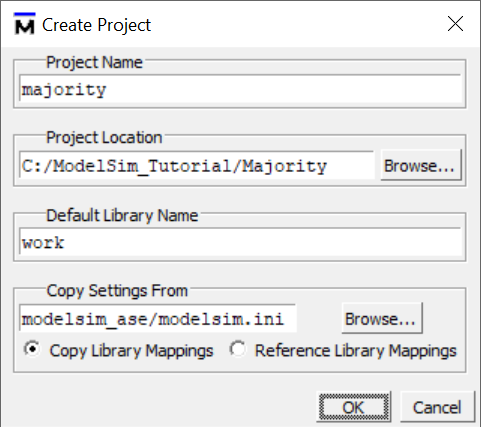 Create Project
Project Name
majority
Project Location
C:/ModelSim_Tutorial/Majority
Browse...
Default Library Name
work
Copy Settings From
modelsim_ase/modelsim.ini
Browse...
Copy Library Mappings
Reference Library Mappings
OK
Cancel